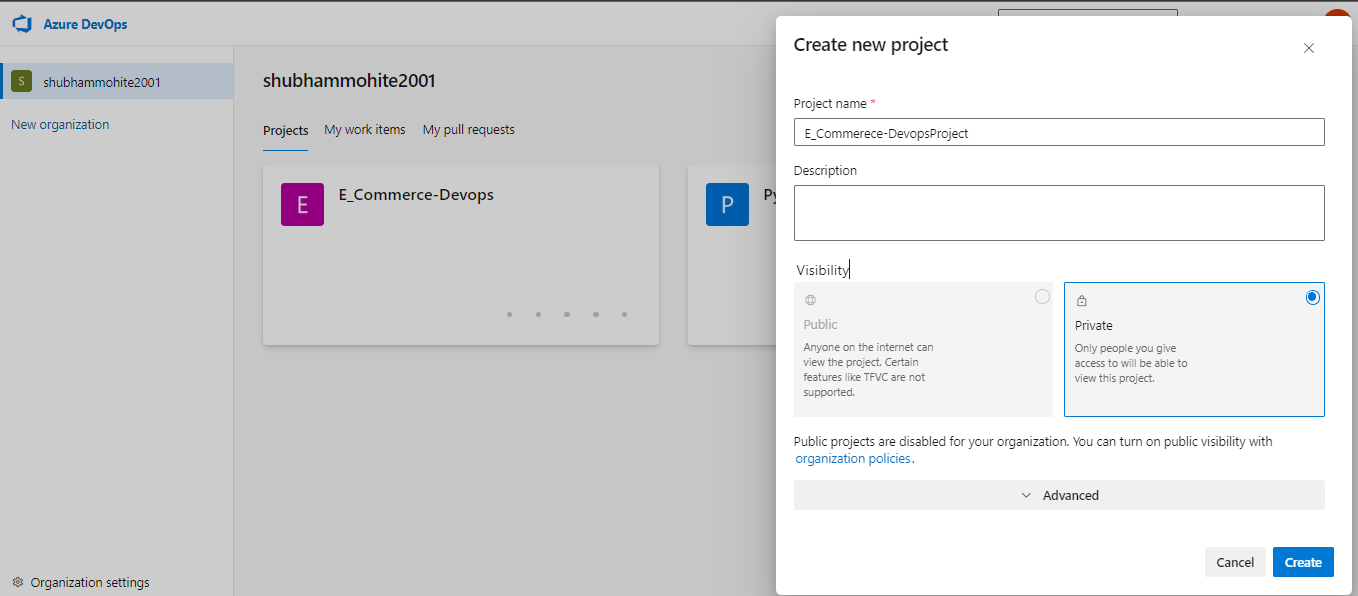 Azure DevOps
S shubhammohite2001
New organization
Organization settings
shubhammohite2001
Projects My work items My pull requests
E E_Commerce-Devops
P
Create new project
Project name *
E_Commerece-DevopsProject
Description
Visibility
Public
Anyone on the internet can
view the project. Certain
features like TFVC are not
supported.
Private
Only people you give
access to will be able to
view this project.
Public projects are disabled for your organization. You can turn on public visibility with
organization policies.
Advanced
Cancel Create